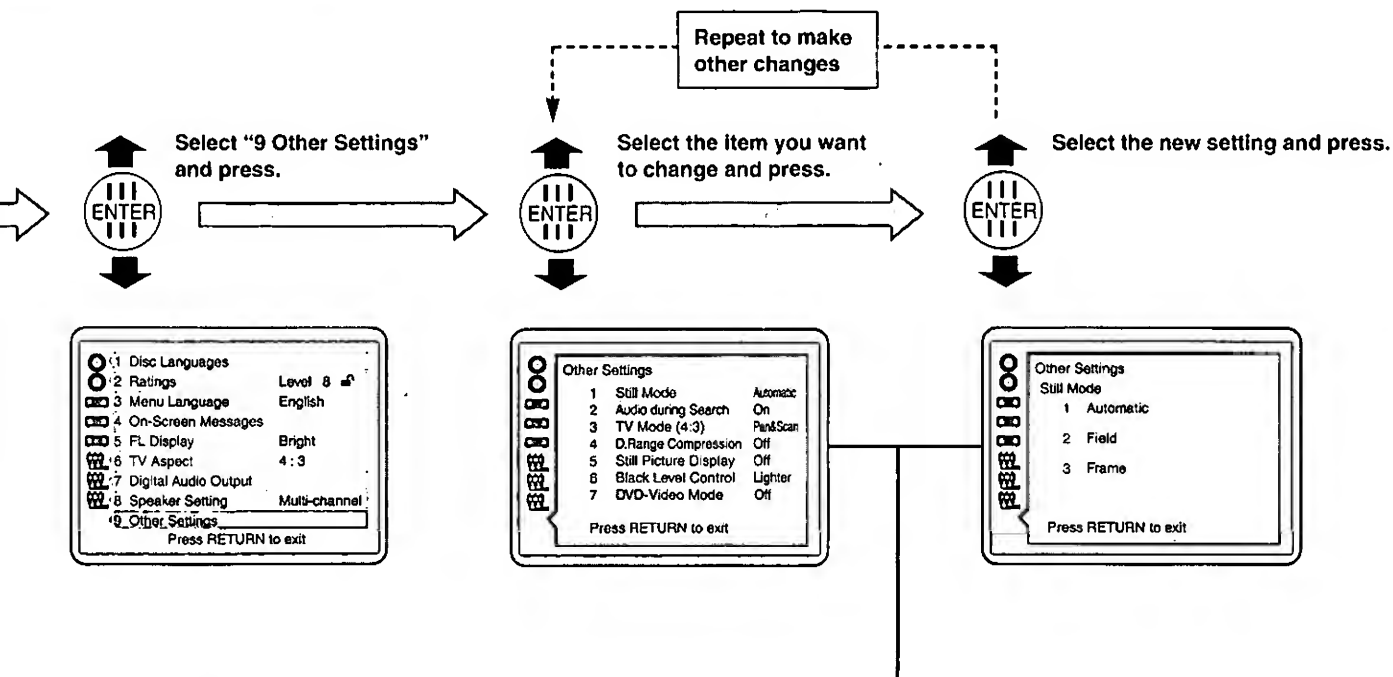 Repeat to make
other changes
Select “9 Other Settings”
and press.
ENTER
Select the item you want
to change and press.
ENTER
Select the new setting and press.
ENTER
1 Disc Languages
2 Ratings Level 8
3 Menu Language English
4 On-Screen Messages
5 FL Display Bright
6 TV Aspect 4 : 3
7 Digital Audio Output
8 Speaker Setting Multi-channel
9 Other Settings
Press RETURN to exit
Other Settings
1 Still Mode Automatic
2 Audio during Search On
3 TV Mode (4:3) Pan&Scan
4 D.Range Compression Off
5 Still Picture Display Off
6 Black Level Control Lighter
7 DVD-Video Mode Off
Press RETURN to exit
Other Settings
Still Mode
1 Automatic
2 Field
3 Frame
Press RETURN to exit